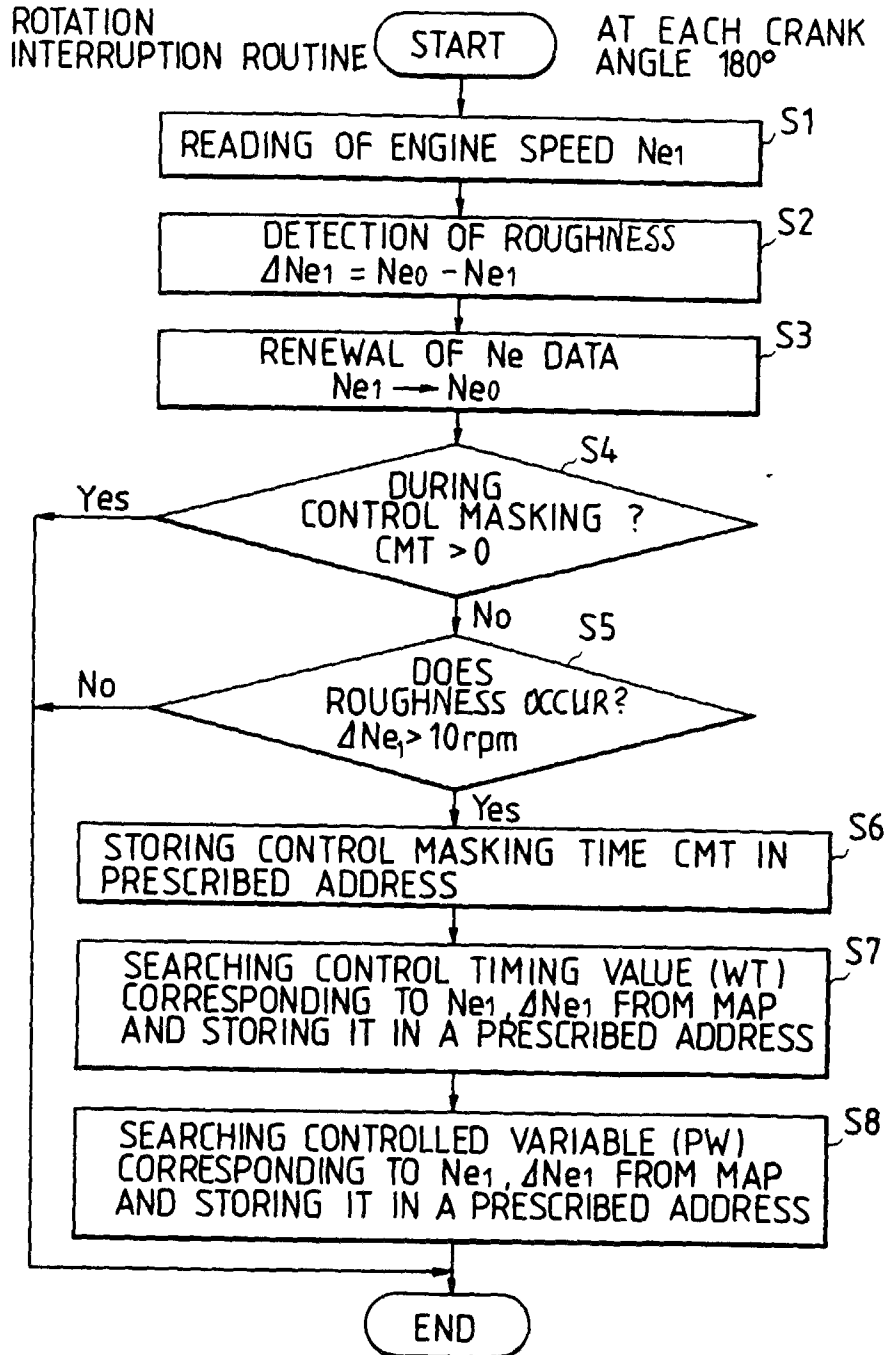 ROTATION
INTERRUPTION ROUTINE
START
AT EACH CRANK
ANGLE 180°
S1
READING OF ENGINE SPEED Ne1
S2
DETECTION OF ROUGHNESS
ΔNe1 = Ne0 - Ne1
S3
RENEWAL OF Ne DATA
Ne1 → Ne0
S4
DURING
CONTROL MASKING ?
CMT > 0
Yes
No
S5
DOES
ROUGHNESS OCCUR?
ΔNe1 > 10rpm
No
Yes
S6
STORING CONTROL MASKING TIME CMT IN
PRESCRIBED ADDRESS
S7
SEARCHING CONTROL TIMING VALUE (WT)
CORRESPONDING TO Ne1, ΔNe1 FROM MAP
AND STORING IT IN A PRESCRIBED ADDRESS
S8
SEARCHING CONTROLLED VARIABLE (PW)
CORRESPONDING TO Ne1, ΔNe1 FROM MAP
AND STORING IT IN A PRESCRIBED ADDRESS
END